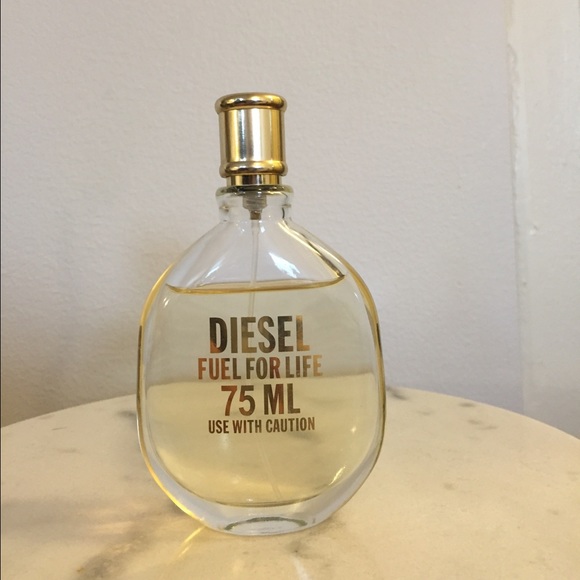 DIESEL
FUEL FOR LIFE
75 ML
USE WITH CAUTION